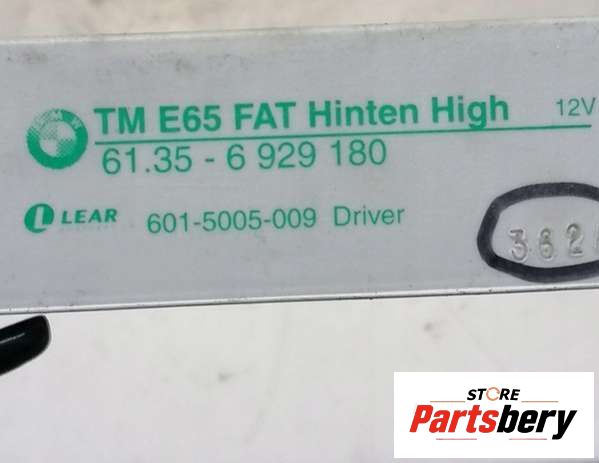 TM E65 FAT Hinten High 12V
61.35 - 6 929 180
LEAR 601-5005-009 Driver
STORE
Partsbery